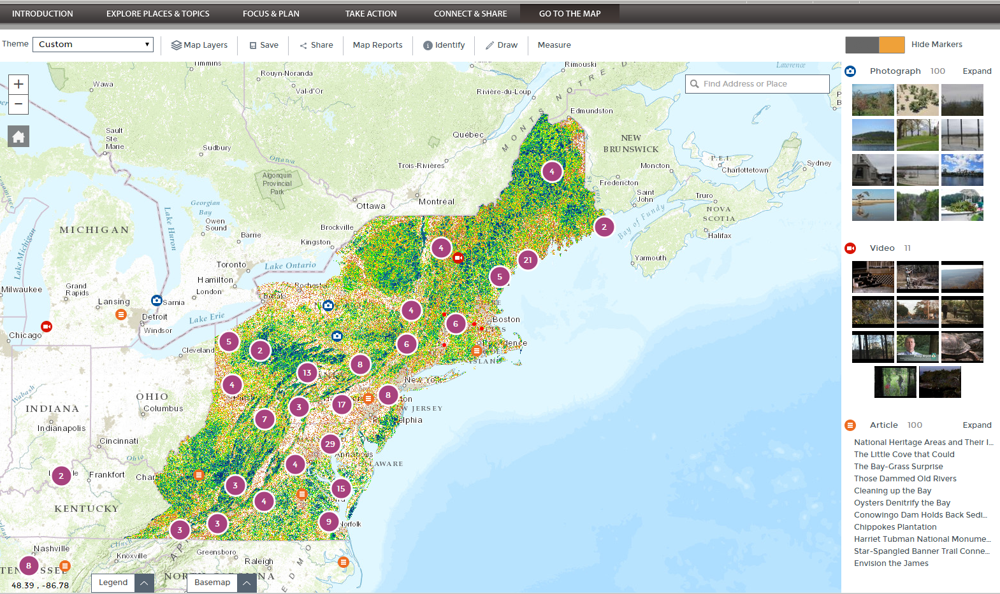 INTRODUCTION
EXPLORE PLACES & TOPICS
FOCUS & PLAN
TAKE ACTION
CONNECT & SHARE
GO TO THE MAP
Theme
Custom
Map Layers
Save
Share
Map Reports
Identify
Draw
Measure
Hide Markers
+
−
Find Address or Place
Timmins
Rouyn-Noranda
Val-d'Or
Wawa
Rimouski
Lawrence
Rivière-du-Loup
MONTS NOTRE-D
Edmundston
Sault
Ste.
Marie
Sudbury
Québec
NEW
BRUNSWICK
Ottawa
Trois-Rivières
Algonquin
Provincial
Park
P.E.I.
Moncton
Charlottetown
Sydney
Fredericton
St. Croix
Saint
John
Truro
NOVA
SCOTIA
Bay of Fundy
Halifax
Yarmouth
Georgian
Bay
Ottawa
Montréal
Owen
Sound
Brockville
Barrie
Kingston
MICHIGAN
Lake Huron
Lake Michigan
Toronto
Lake Ontario
Hamilton
London
Milwaukee
Grand
Rapids
Lansing
Sarnia
Detroit
Windsor
Lake Erie
Chicago
Cleveland
Buffalo
Boston
ISLAND
New York
Wabash
INDIANA
OHIO
Columbus
Indianapolis
Cincinnati
Ohio
NEW JERSEY
Annapolis
Frankfort
KENTUCKY
Norfolk
Nashville
Clinch
Knoxville
Greensboro
Raleigh
4
2
4
21
5
4
6
6
5
2
8
13
4
8
3
17
7
29
4
2
3
15
4
9
3
3
8
48.39 , -86.78
Legend
Basemap
Photograph 100 Expand
Video 11
Article 100 Expand
National Heritage Areas and Their I...
The Little Cove that Could
The Bay-Grass Surprise
Those Dammed Old Rivers
Cleaning up the Bay
Oysters Denitrify the Bay
Conowingo Dam Holds Back Sedi...
Chippokes Plantation
Harriet Tubman National Monume...
Star-Spangled Banner Trail Conne...
Envision the James